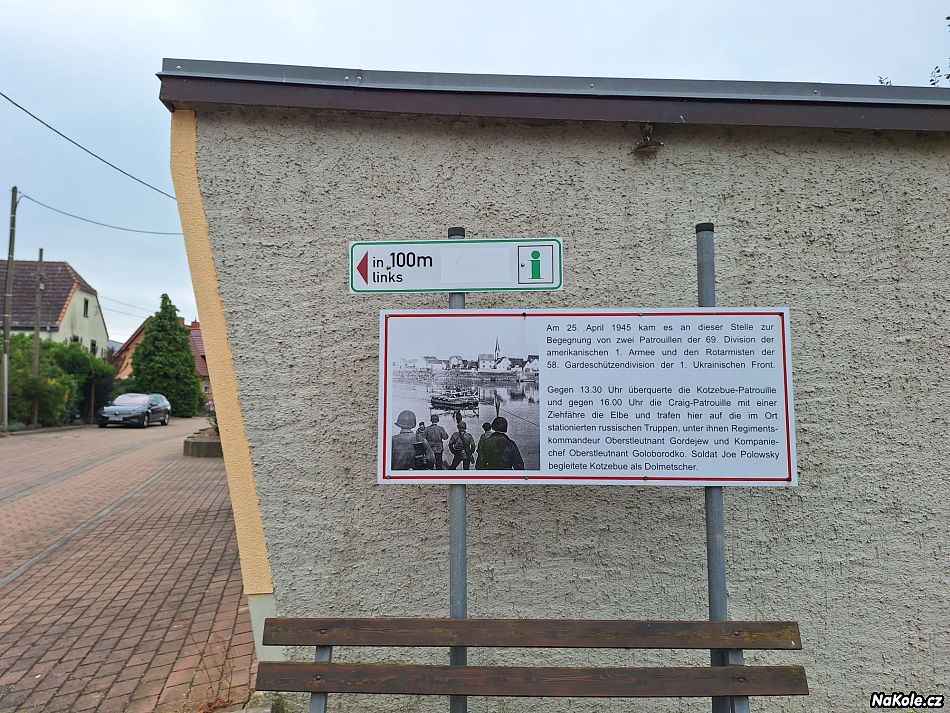 in 100m
links
i
Am 25. April 1945 kam es an dieser Stelle zur
Begegnung von zwei Patrouillen der 69. Division der
amerikanischen 1. Armee und den Rotarmisten der
58. Gardeschützendivision der 1. Ukrainischen Front.
Gegen 13.30 Uhr überquerte die Kotzebue-Patrouille
und gegen 16.00 Uhr die Craig-Patrouille mit einer
Ziehfähre die Elbe und trafen hier auf die im Ort
stationierten russischen Truppen, unter ihnen Regiments-
kommandeur Oberstleutnant Gordejew und Kompanie-
chef Oberstleutnant Goloborodko. Soldat Joe Polowsky
begleitete Kotzebue als Dolmetscher.
NaKole.cz